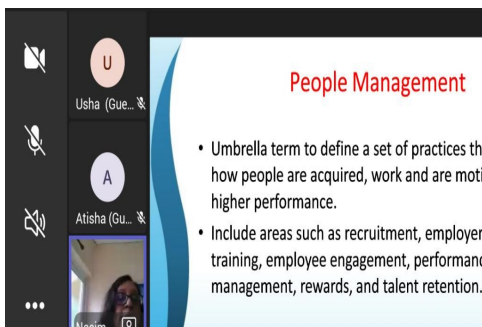 U
Usha (Gue...
A
Atisha (Gu...
People Management
• Umbrella term to define a set of practices th
how people are acquired, work and are moti
higher performance.
• Include areas such as recruitment, employer
training, employee engagement, performanc
management, rewards, and talent retention.